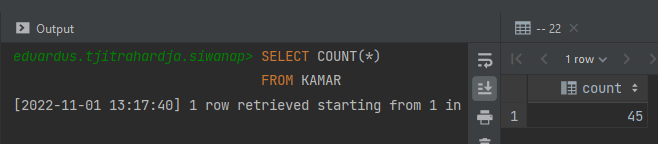 Output
eduardus.tjitrahardja.siwanap> SELECT COUNT(*)
FROM KAMAR
[2022-11-01 13:17:40] 1 row retrieved starting from 1 in
-- 22
1 row
count
1 45